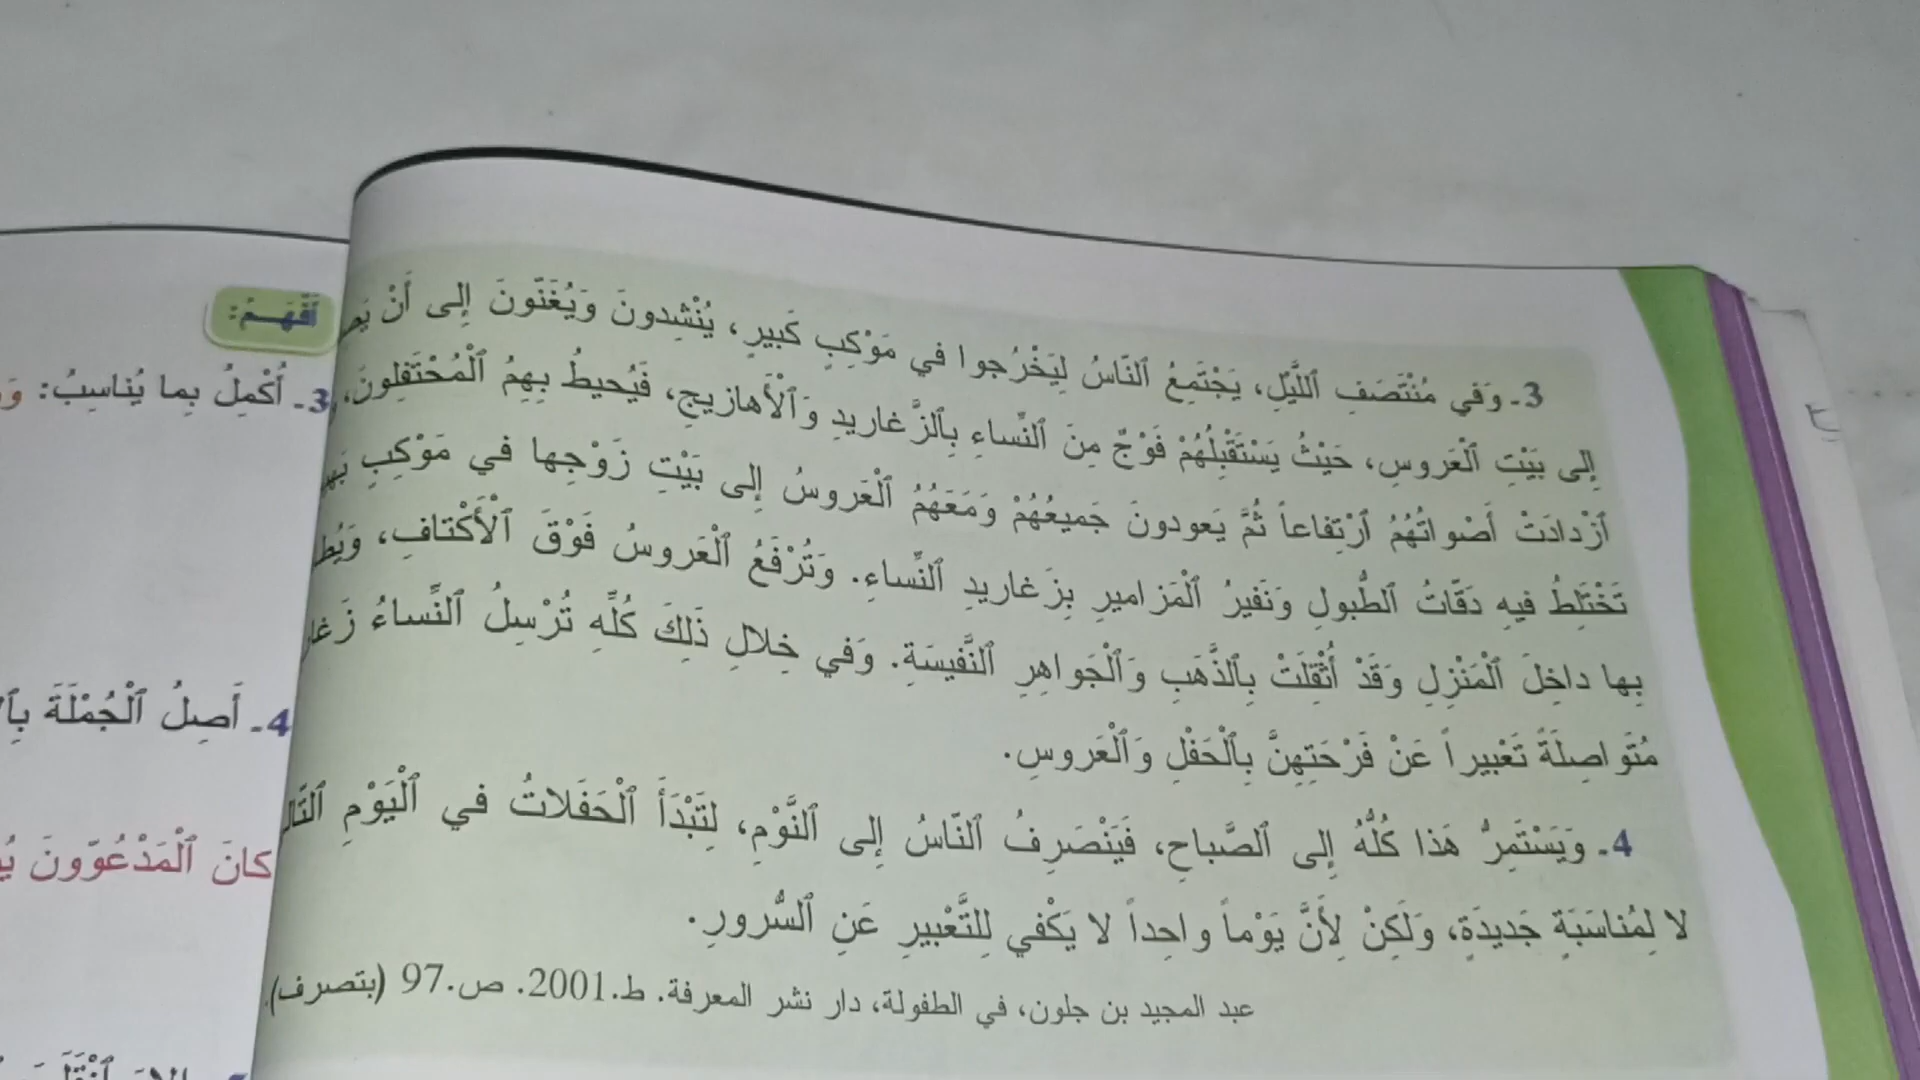 3- وَفي مُنْتَصَفِ ٱللَّيْلِ، يَجْتَمِعُ ٱلنّاسُ لِيَخْرُجوا في مَوْكِبٍ كَبيرٍ، يُنْشِدونَ وَيُغَنّونَ إِلى أَنْ
إِلى بَيْتِ ٱلْعَروسِ، حَيْثُ يَسْتَقْبِلُهُمْ فَوْجٌ مِنَ ٱلنِّساءِ بِٱلزَّغاريدِ وَٱلْأَهازيجِ، فَيُحيطُ بِهِمُ ٱلْمُحْتَفِلونَ،
ٱزْدادَتْ أَصْواتُهُمُ ٱرْتِفاعاً ثُمَّ يَعودونَ جَميعُهُمْ وَمَعَهُمُ ٱلْعَروسُ إِلى بَيْتِ زَوْجِها في مَوْكِبٍ
تَخْتَلِطُ فيهِ دَقّاتُ ٱلطُّبولِ وَنَفيرُ ٱلْمَزاميرِ بِزَغاريدِ ٱلنِّساءِ. وَتُرْفَعُ ٱلْعَروسُ فَوْقَ ٱلْأَكْتافِ،
بِها داخِلَ ٱلْمَنْزِلِ وَقَدْ أُثْقِلَتْ بِٱلذَّهَبِ وَٱلْجَواهِرِ ٱلنَّفيسَةِ. وَفي خِلالِ ذَلِكَ كُلِّهِ تُرْسِلُ ٱلنِّساءُ
مُتَواصِلَةً تَعْبيراً عَنْ فَرْحَتِهِنَّ بِٱلْحَفْلِ وَٱلْعَروسِ.
4- وَيَسْتَمِرُّ هَذا كُلُّهُ إِلى ٱلصَّباحِ، فَيَنْصَرِفُ ٱلنّاسُ إِلى ٱلنَّوْمِ، لِتَبْدَأَ ٱلْحَفَلاتُ في ٱلْيَوْمِ
لا لِمُناسَبَةٍ جَديدَةٍ، وَلَكِنْ لِأَنَّ يَوْماً واحِداً لا يَكْفي لِلتَّعْبيرِ عَنِ ٱلسُّرورِ.
عبد المجيد بن جلون، في الطفولة، دار نشر المعرفة. ط.2001. ص.97 (بتصرف).
أَفْهَمُ:
3- أُكْمِلُ بِما يُناسِبُ:
4- أَصِلُ ٱلْجُمْلَةَ
كانَ ٱلْمَدْعُوّونَ